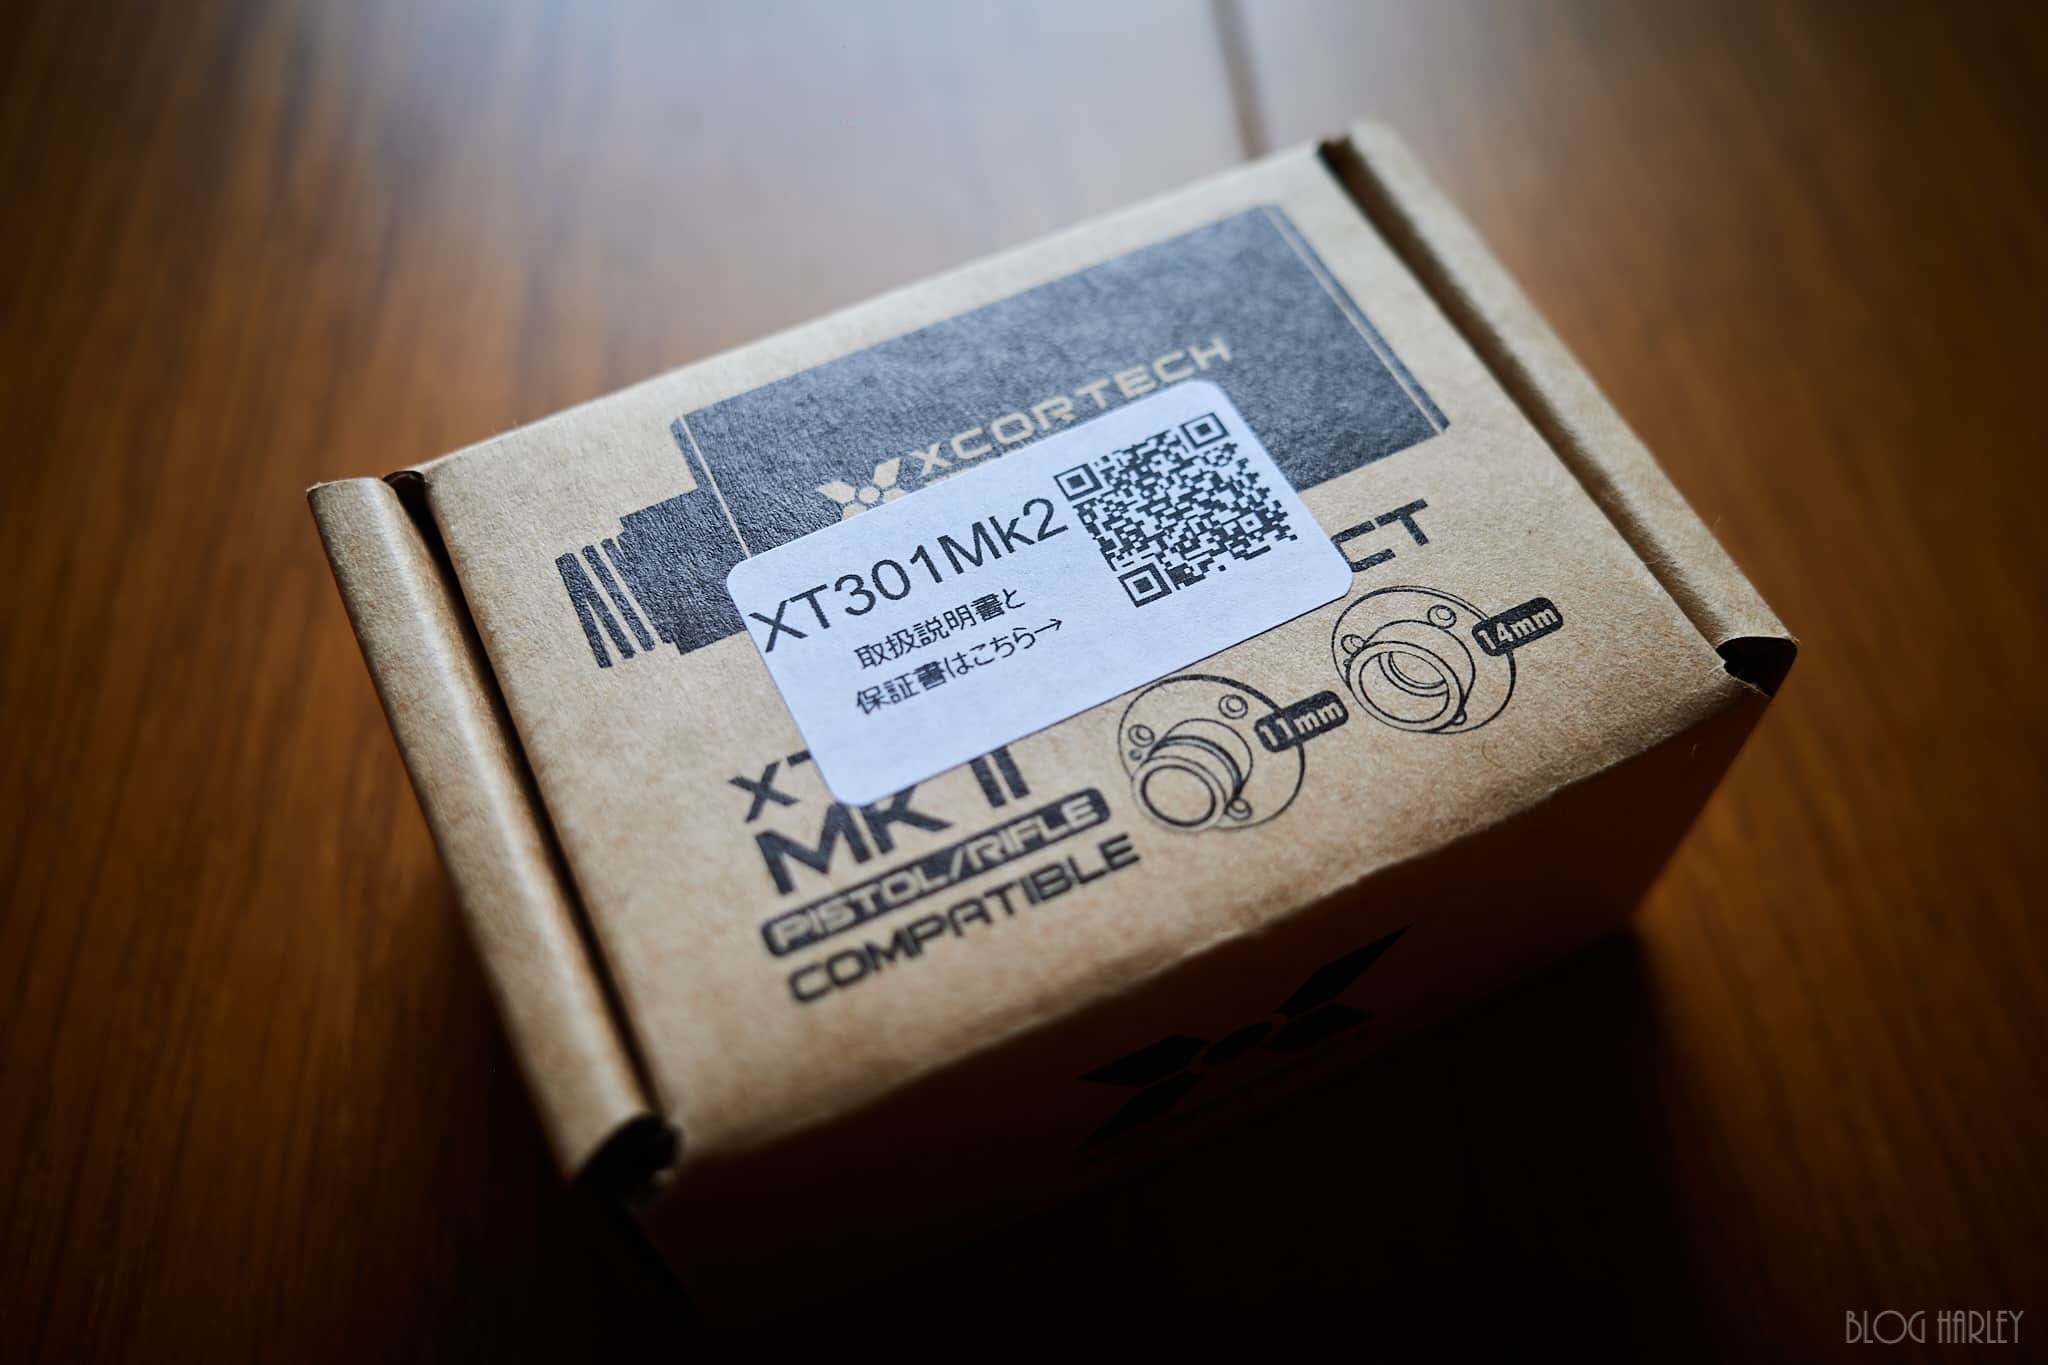 XCORTECH
XT301Mk2
取扱説明書と
保証書はこちら→
14mm
11mm
MK II
PISTOL/RIFLE
COMPATIBLE
BLOG HARLEY